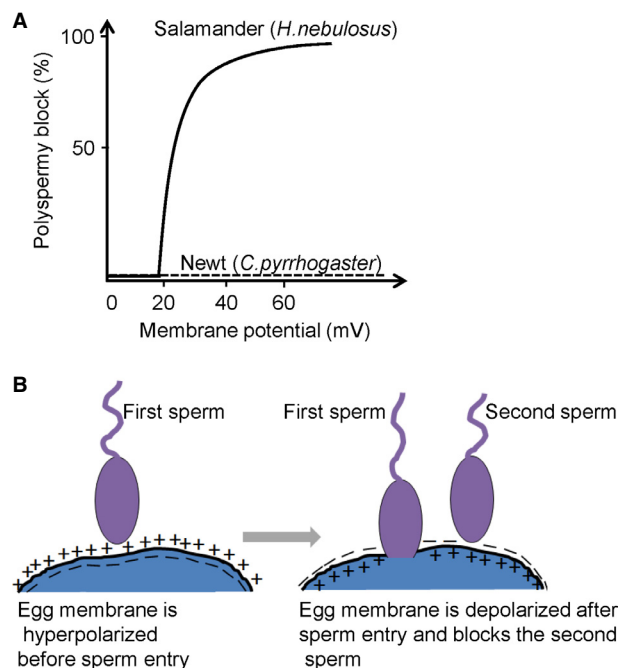 A
100
Salamander (H.nebulosus)
50
Polyspermy block (%)
Newt (C.pyrrhogaster)
0 20 40 60
Membrane potential (mV)
B
First sperm
First sperm
Second sperm
Egg membrane is
hyperpolarized
before sperm entry
Egg membrane is depolarized after
sperm entry and blocks the second
sperm